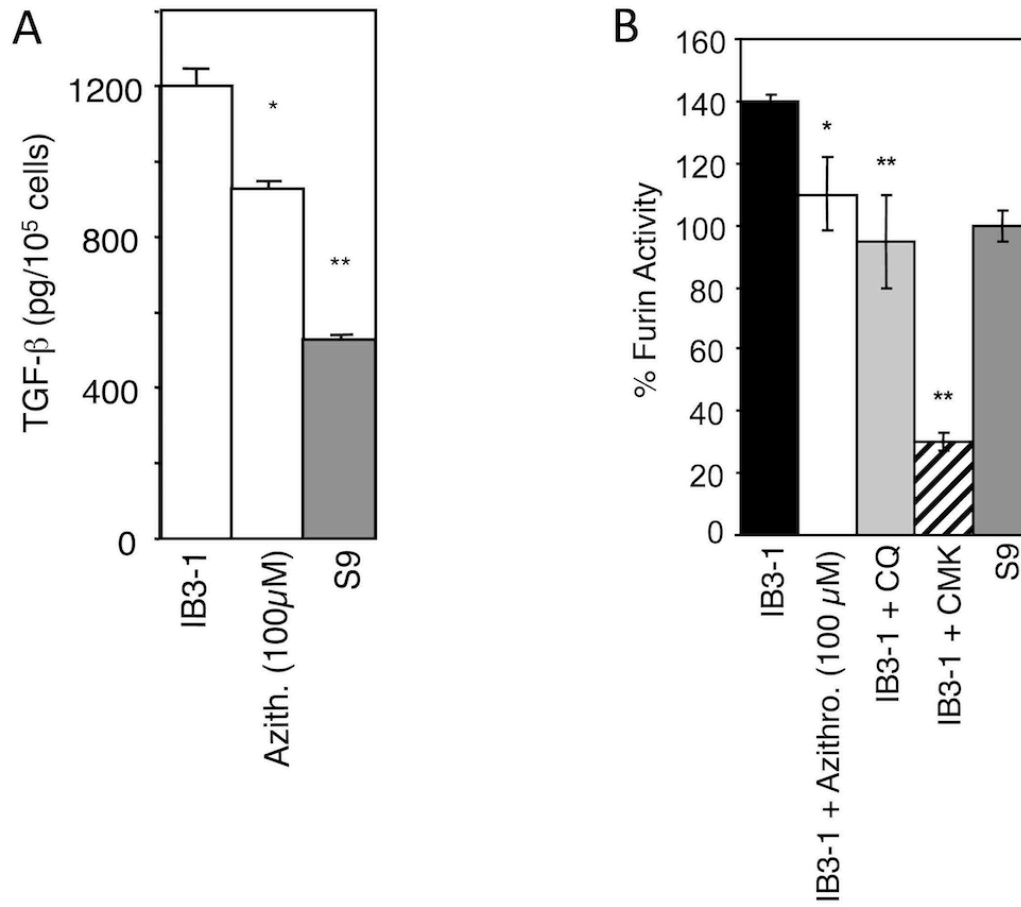 A
TGF-β (pg/10⁵ cells)
1200
800
400
0
*
**
IB3-1
Azith. (100µM)
S9
B
% Furin Activity
160
140
120
100
80
60
40
20
0
*
**
**
IB3-1
IB3-1 + Azithro. (100 µM)
IB3-1 + CQ
IB3-1 + CMK
S9